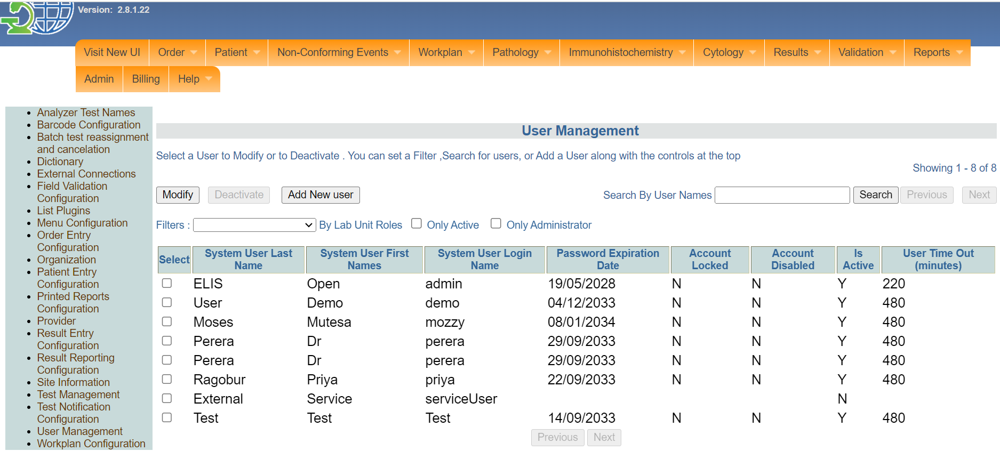 Version: 2.8.1.22
Visit New UI Order Patient Non-Conforming Events Workplan Pathology Immunohistochemistry Cytology Results Validation Reports
Admin Billing Help
Analyzer Test Names
Barcode Configuration
Batch test reassignment
and cancelation
Dictionary
External Connections
Field Validation
Configuration
List Plugins
Menu Configuration
Order Entry
Configuration
Organization
Patient Entry
Configuration
Printed Reports
Configuration
Provider
Result Entry
Configuration
Result Reporting
Configuration
Site Information
Test Management
Test Notification
Configuration
User Management
Workplan Configuration
User Management
Select a User to Modify or to Deactivate . You can set a Filter ,Search for users, or Add a User along with the controls at the top
Showing 1 - 8 of 8
Modify Deactivate Add New user Search By User Names Search Previous Next
Filters : By Lab Unit Roles Only Active Only Administrator
Select System User Last Name System User First Names System User Login Name Password Expiration Date Account Locked Account Disabled Is Active User Time Out (minutes)
ELIS Open admin 19/05/2028 N N Y 220
User Demo demo 04/12/2033 N N Y 480
Moses Mutesa mozzy 08/01/2034 N N Y 480
Perera Dr perera 29/09/2033 N N Y 480
Perera Dr perera 29/09/2033 N N Y 480
Ragobur Priya priya 22/09/2033 N N Y 480
External Service serviceUser N
Test Test Test 14/09/2033 N N Y 480
Previous Next